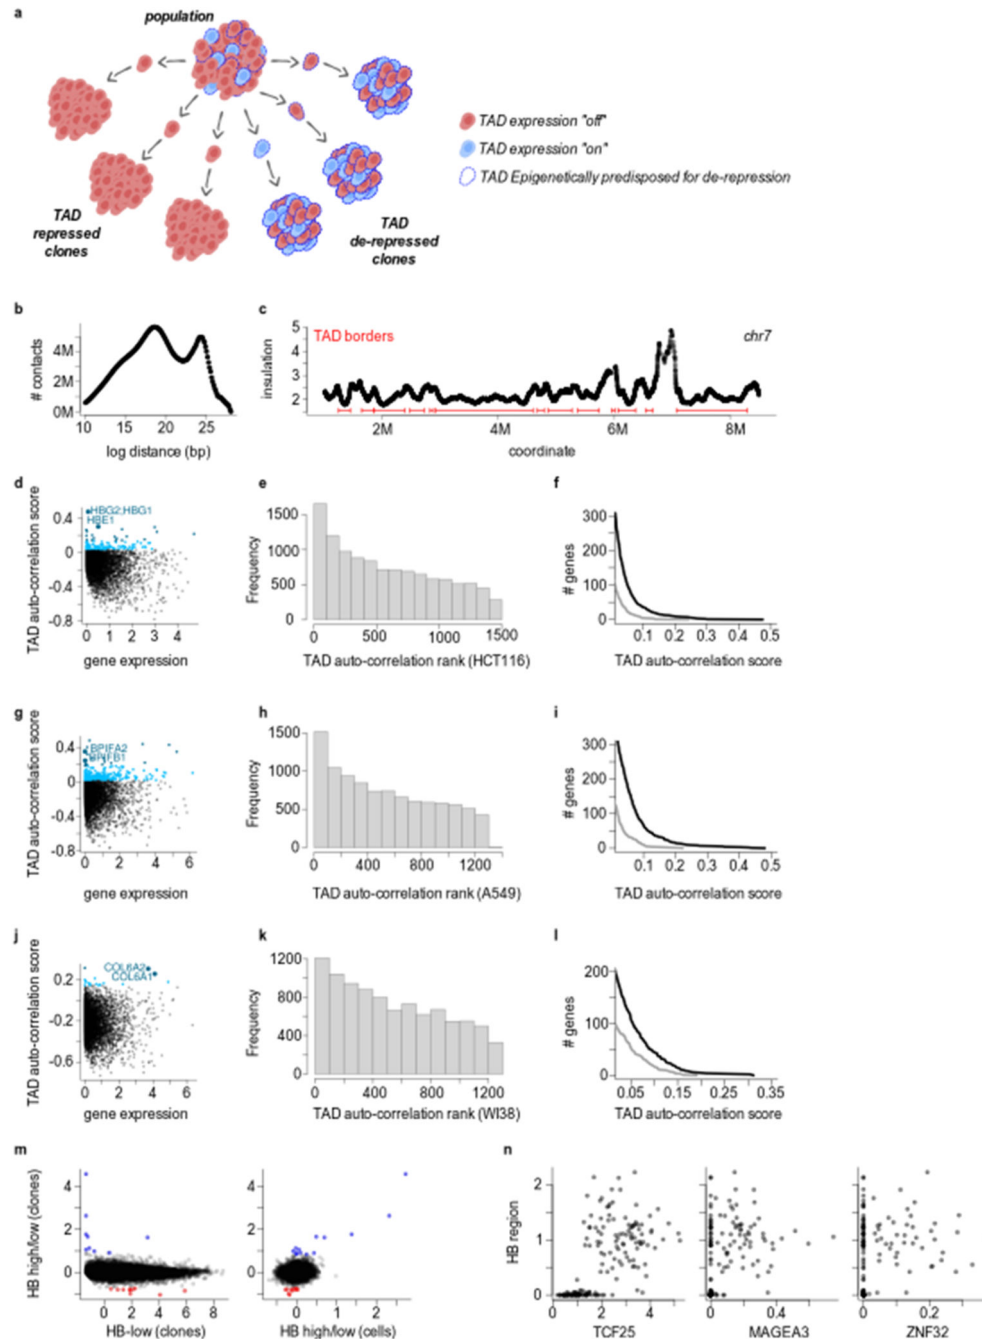 a
population
TAD expression "off"
TAD expression "on"
TAD Epigenetically predisposed for de-repression
TAD
repressed
clones
TAD
de-repressed
clones
b
# contacts
4M
2M
0M
10 15 20 25
log distance (bp)
c
insulation
5
4
3
2
TAD borders
chr7
2M 4M 6M 8M
coordinate
d
TAD auto-correlation score
0.4
0
-0.4
-0.8
HBG2;HBG1
HBE1
0 1 2 3 4
gene expression
e
Frequency
1500
1000
500
0
500 1000 1500
TAD auto-correlation rank (HCT116)
f
# genes
300
200
100
0
0.1 0.2 0.3 0.4 0.5
TAD auto-correlation score
g
TAD auto-correlation score
0.4
0
-0.4
-0.8
BPIFA2
BPIFB1
0 2 4 6
gene expression
h
Frequency
1500
1000
500
0
400 800 1200
TAD auto-correlation rank (A549)
i
# genes
300
200
100
0
0.1 0.2 0.3 0.4 0.5
TAD auto-correlation score
j
TAD auto-correlation score
0.2
-0.2
-0.6
COL6A2
COL6A1
0 2 4 6
gene expression
k
Frequency
1200
800
400
0
0 400 800 1200
TAD auto-correlation rank (WI38)
l
# genes
200
100
0
0.05 0.15 0.25 0.35
TAD auto-correlation score
m
HB high/low (clones)
4
2
0
0 2 4 6 8
HB-low (clones)
4
2
0
0 1 2
HB high/low (cells)
n
HB region
2
1
0
0 2 4
TCF25
0 0.4
MAGEA3
0 0.2
ZNF32